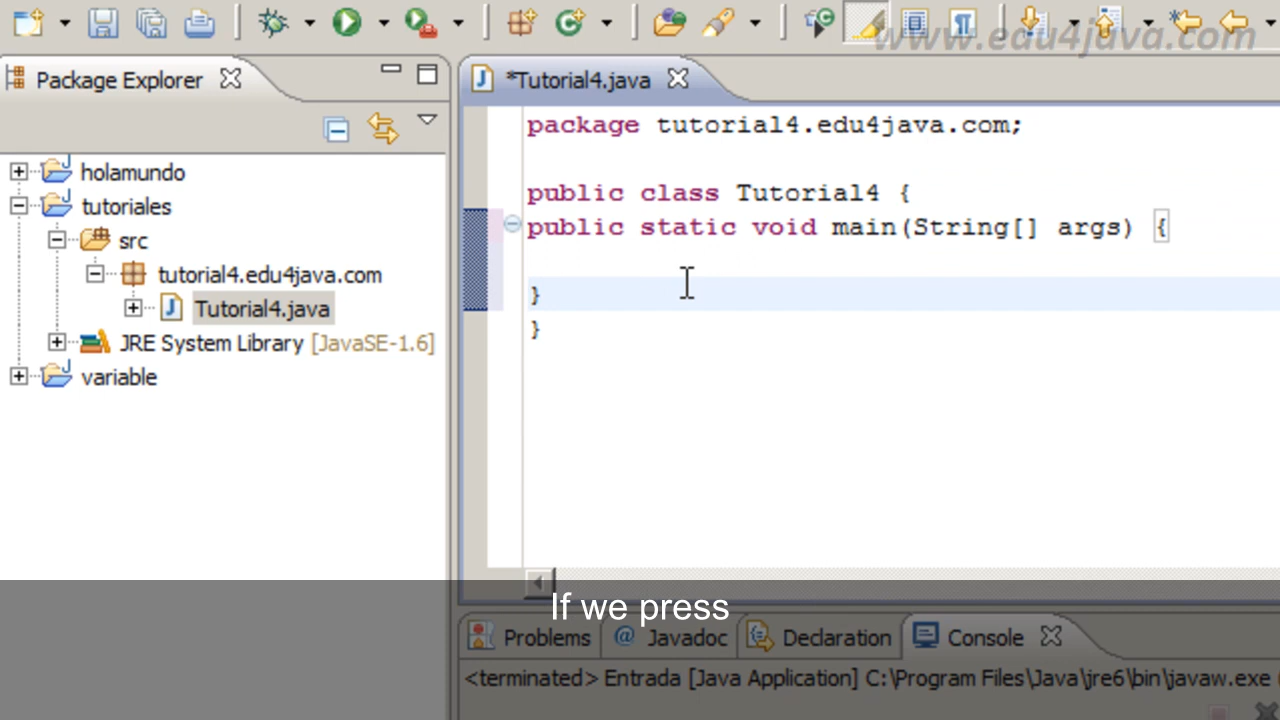 www.edu4java.com
Package Explorer
*Tutorial4.java
holamundo
tutoriales
src
tutorial4.edu4java.com
Tutorial4.java
JRE System Library [JavaSE-1.6]
variable
package tutorial4.edu4java.com;
public class Tutorial4 {
public static void main(String[] args) {
}
}
If we press
Problems @ Javadoc Declaration Console
<terminated> Entrada [Java Application] C:\Program Files\Java\jre6\bin\javaw.exe (